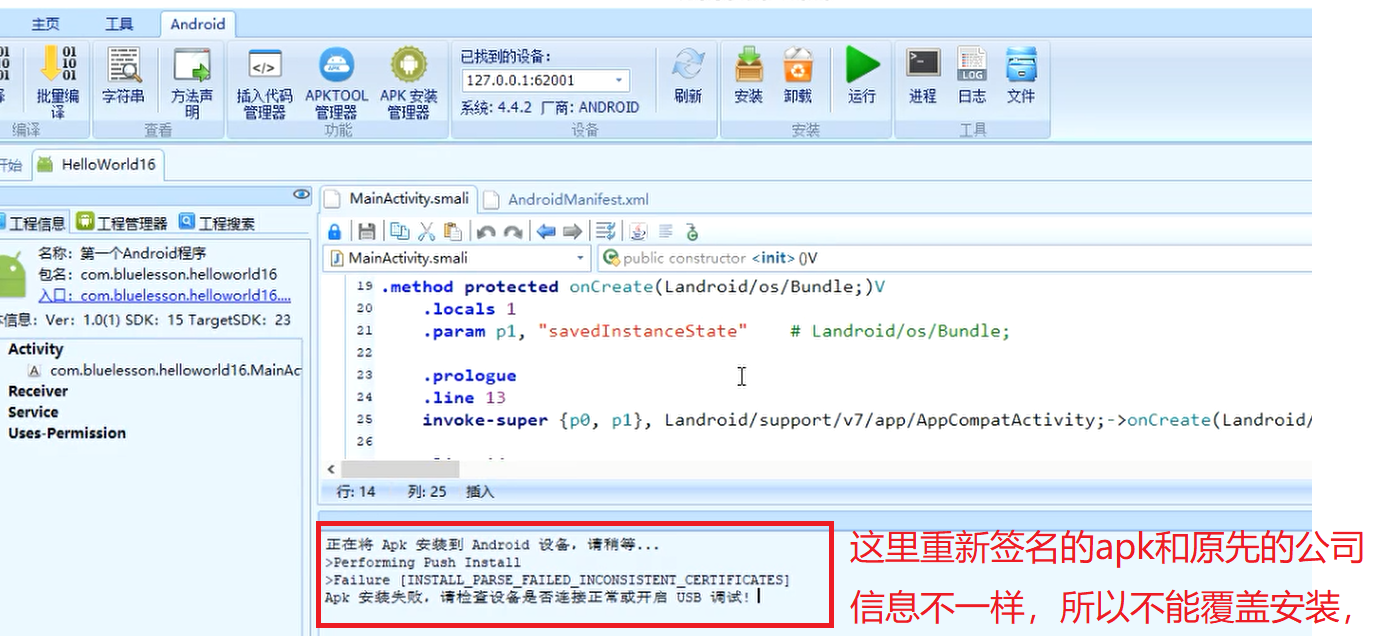 主页 工具 Android
批量编译
字符串
方法声明
插入代码管理器
APKTOOL管理器
APK 安装管理器
已找到的设备：
127.0.0.1:62001
系统：4.4.2 厂商：ANDROID
刷新
安装
卸载
运行
进程
日志
文件
编译 查看 功能 设备 安装 工具
开始 HelloWorld16
工程信息 工程管理器 工程搜索
名称：第一个Android程序
包名：com.bluelesson.helloworld16
入口：com.bluelesson.helloworld16....
信息：Ver：1.0(1) SDK：15 TargetSDK：23
Activity
A com.bluelesson.helloworld16.MainAc
Receiver
Service
Uses-Permission
MainActivity.smali AndroidManifest.xml
MainActivity.smali public constructor <init> ()V
19 .method protected onCreate(Landroid/os/Bundle;)V
20 .locals 1
21 .param p1, "savedInstanceState" # Landroid/os/Bundle;
22
23 .prologue
24 .line 13
25 invoke-super {p0, p1}, Landroid/support/v7/app/AppCompatActivity;->onCreate(Landroid/
26
行: 14 列: 25 插入
正在将 Apk 安装到 Android 设备，请稍等...
>Performing Push Install
>Failure [INSTALL_PARSE_FAILED_INCONSISTENT_CERTIFICATES]
Apk 安装失败，请检查设备是否连接正常或开启 USB 调试！
这里重新签名的apk和原先的公司
信息不一样，所以不能覆盖安装，